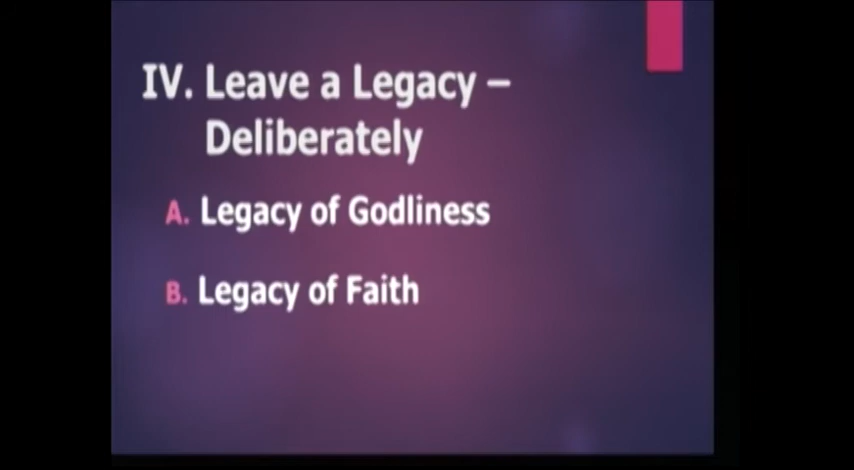 IV. Leave a Legacy –
Deliberately
A. Legacy of Godliness
B. Legacy of Faith